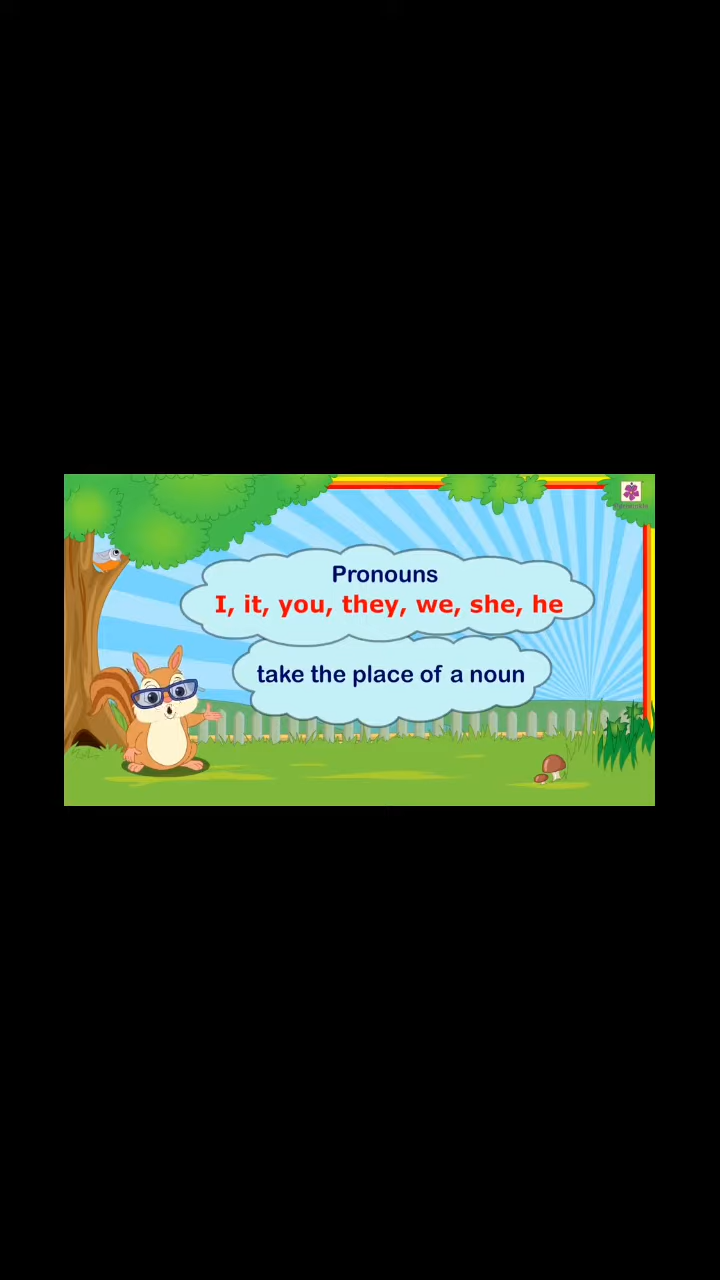 Pronouns
I, it, you, they, we, she, he
take the place of a noun